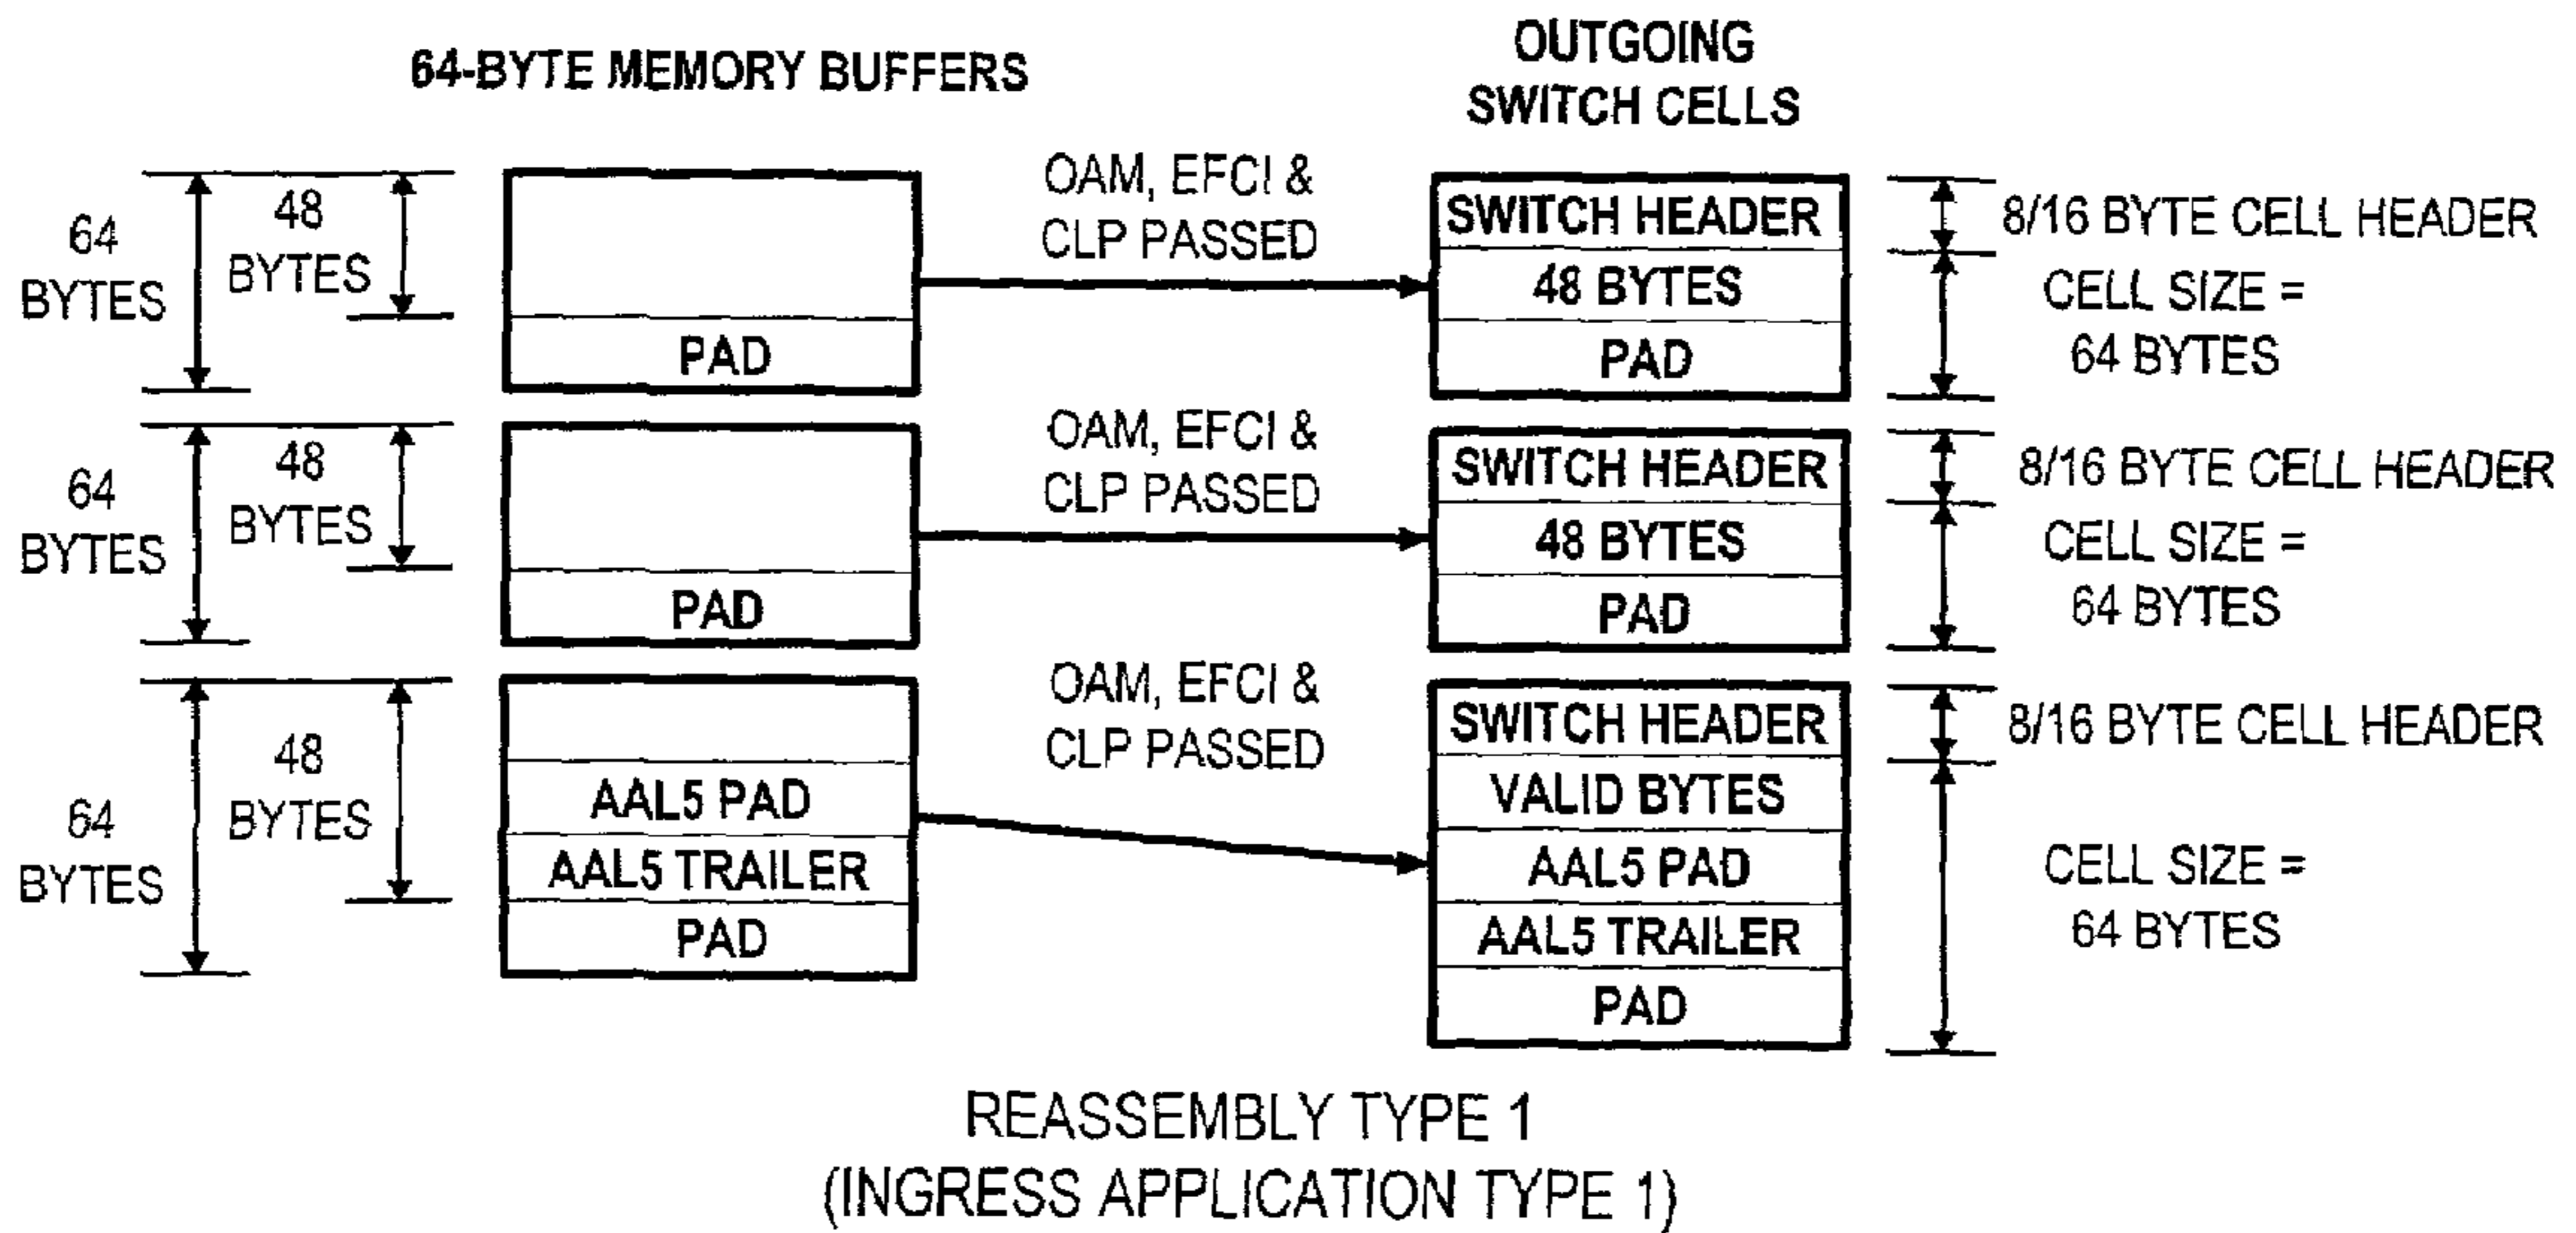 64-BYTE MEMORY BUFFERS
OUTGOING
SWITCH CELLS
64
BYTES
48
BYTES
PAD
OAM, EFCI &
CLP PASSED
SWITCH HEADER
48 BYTES
PAD
8/16 BYTE CELL HEADER
CELL SIZE =
64 BYTES
64
BYTES
48
BYTES
PAD
OAM, EFCI &
CLP PASSED
SWITCH HEADER
48 BYTES
PAD
8/16 BYTE CELL HEADER
CELL SIZE =
64 BYTES
64
BYTES
48
BYTES
AAL5 PAD
AAL5 TRAILER
PAD
OAM, EFCI &
CLP PASSED
SWITCH HEADER
VALID BYTES
AAL5 PAD
AAL5 TRAILER
PAD
8/16 BYTE CELL HEADER
CELL SIZE =
64 BYTES
REASSEMBLY TYPE 1
(INGRESS APPLICATION TYPE 1)